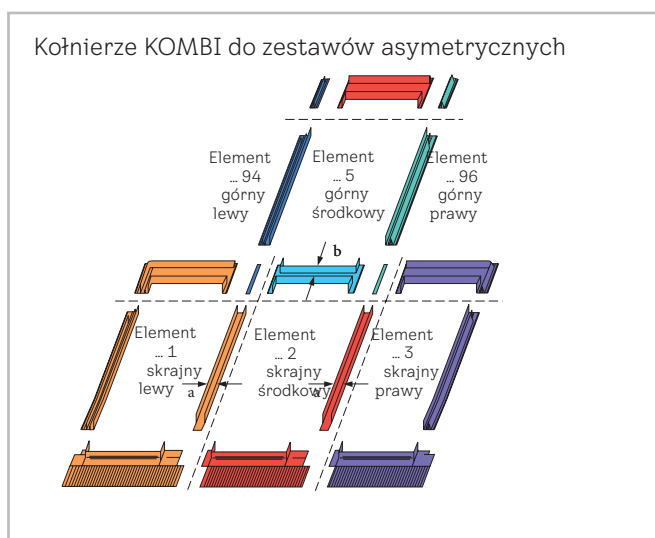 Kołnierze KOMBI do zestawów asymetrycznych
Element
... 94
górny
lewy
Element
... 5
górny
środkowy
Element
... 96
górny
prawy
b
Element
... 1
skrajny
lewy
a
Element
... 2
skrajny
środkowy
a
Element
... 3
skrajny
prawy